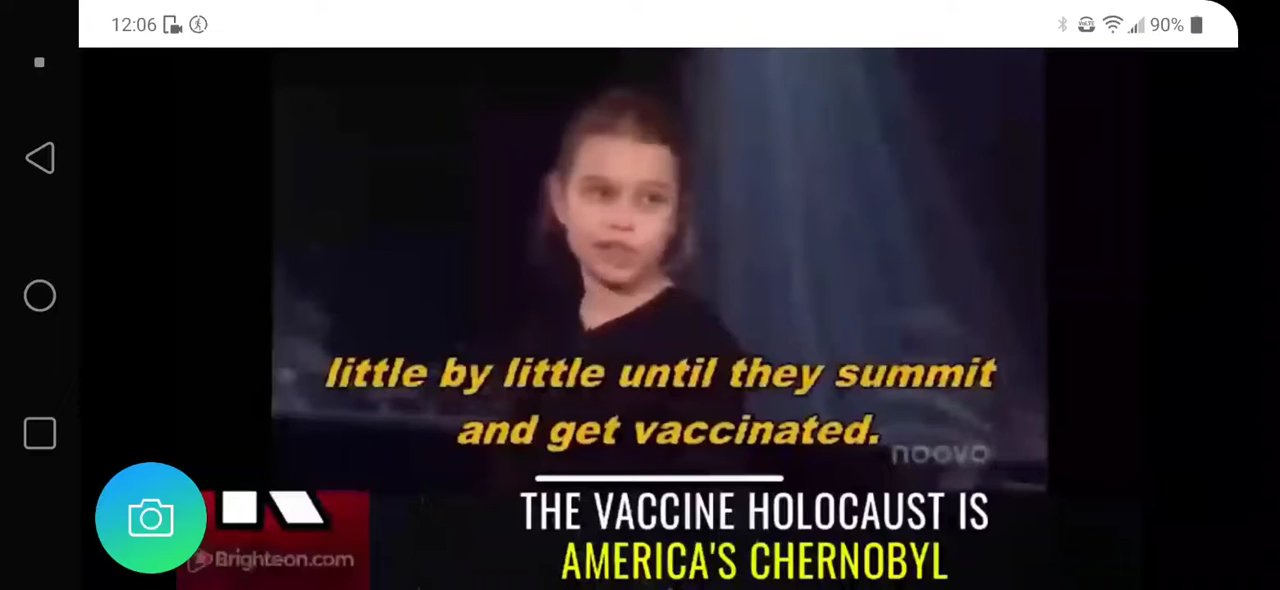 12:06
VoLTE
90%
little by little until they summit
and get vaccinated.
noovo
THE VACCINE HOLOCAUST IS
AMERICA'S CHERNOBYL
Brighteon.com